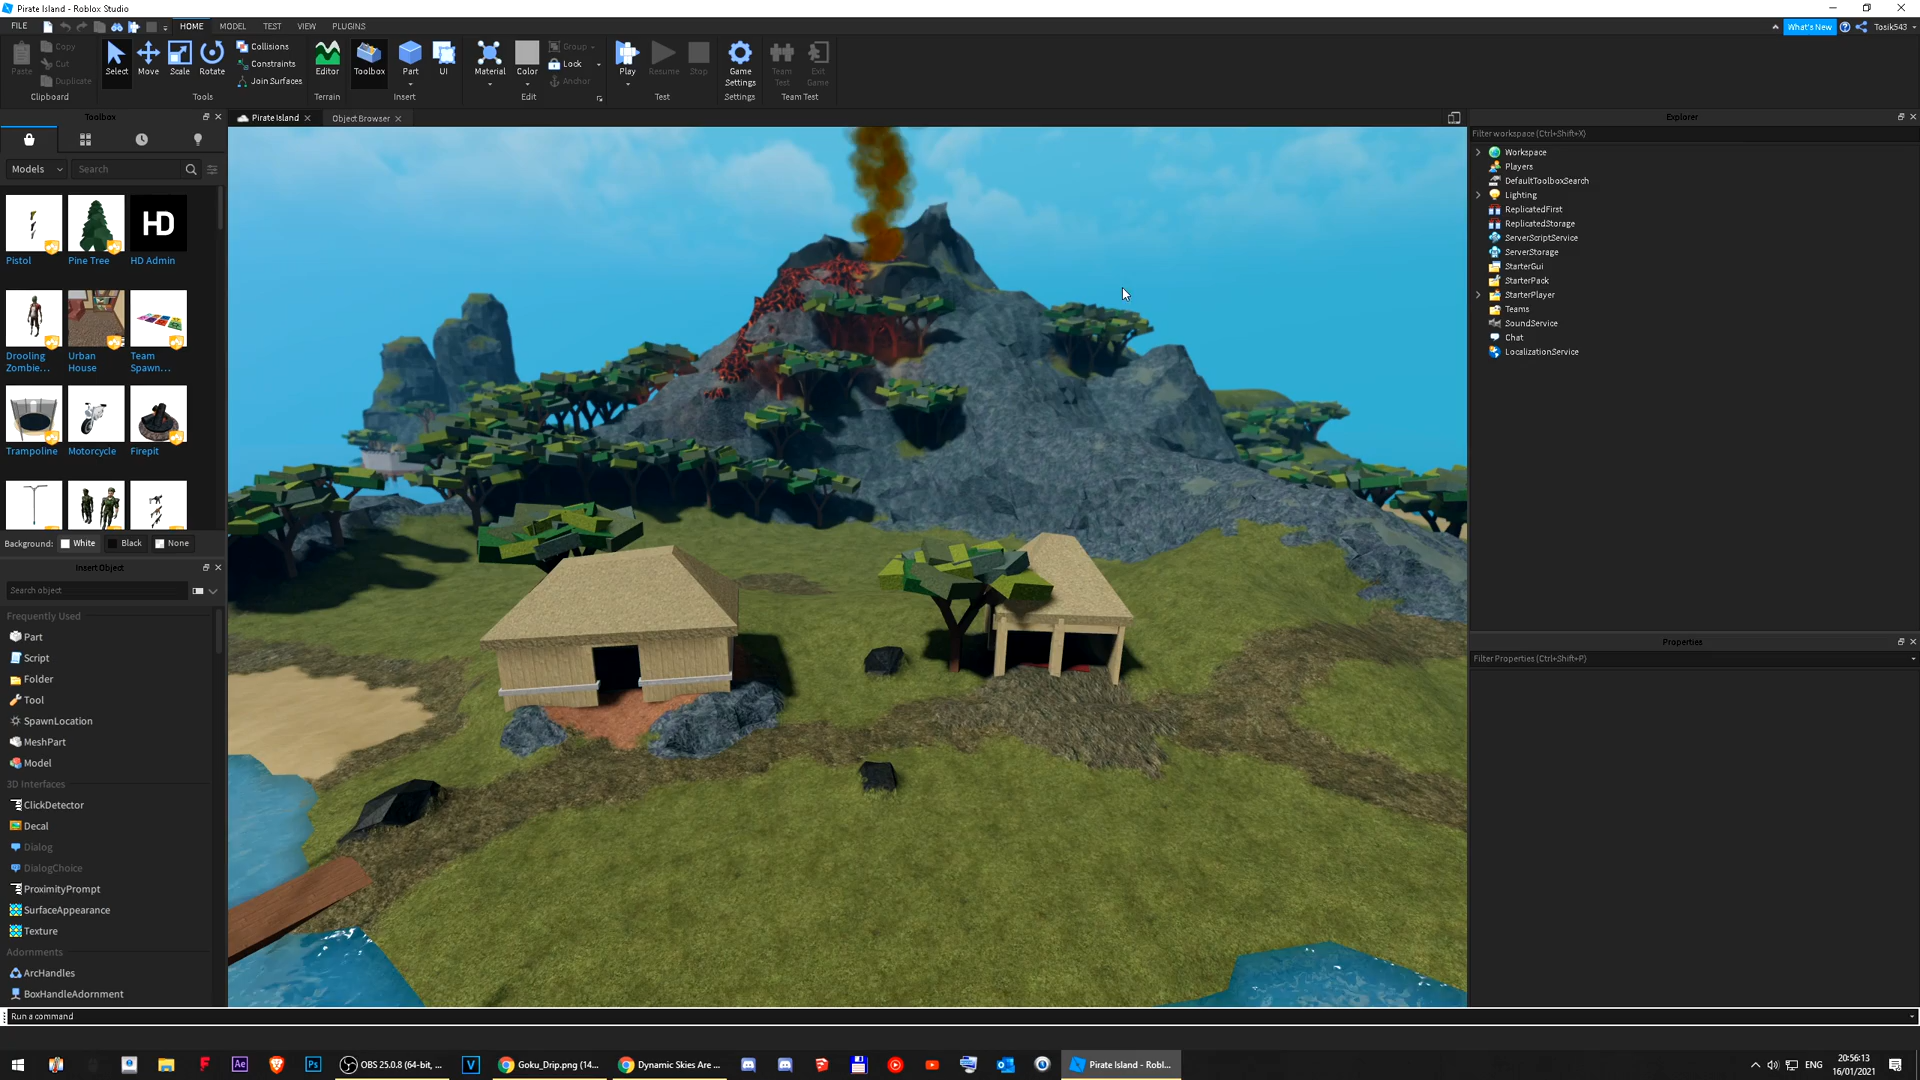 Pirate Island - Roblox Studio
FILE HOME MODEL TEST VIEW PLUGINS
What's New Tosik543
Paste Copy Cut Duplicate
Clipboard
Select Move Scale Rotate
Collisions
Constraints
Join Surfaces
Tools
Editor
Terrain
Toolbox Part UI
Insert
Material Color
Group
Lock
Anchor
Edit
Play Resume Stop
Test
Game Settings
Settings
Team Test
Exit Game
Team Test
Toolbox
Pirate Island
Object Browser
Explorer
Models
Search
Pistol
Pine Tree
HD
HD Admin
Drooling Zombie...
Urban House
Team Spawn...
Trampoline
Motorcycle
Firepit
Background: White Black None
Insert Object
Search object
Frequently Used
Part
Script
Folder
Tool
SpawnLocation
MeshPart
Model
3D Interfaces
ClickDetector
Decal
Dialog
DialogChoice
ProximityPrompt
SurfaceAppearance
Texture
Adornments
ArcHandles
BoxHandleAdornment
Filter workspace (Ctrl+Shift+X)
Workspace
Players
DefaultToolboxSearch
Lighting
ReplicatedFirst
ReplicatedStorage
ServerScriptService
ServerStorage
StarterGui
StarterPack
StarterPlayer
Teams
SoundService
Chat
LocalizationService
Properties
Filter Properties (Ctrl+Shift+P)
Run a command
Ae
Ps
OBS 25.0.8 (64-bit, ...
V
Goku_Drip.png (14...
Dynamic Skies Are ...
Pirate Island - Robl...
ENG
20:56:13
16/01/2021